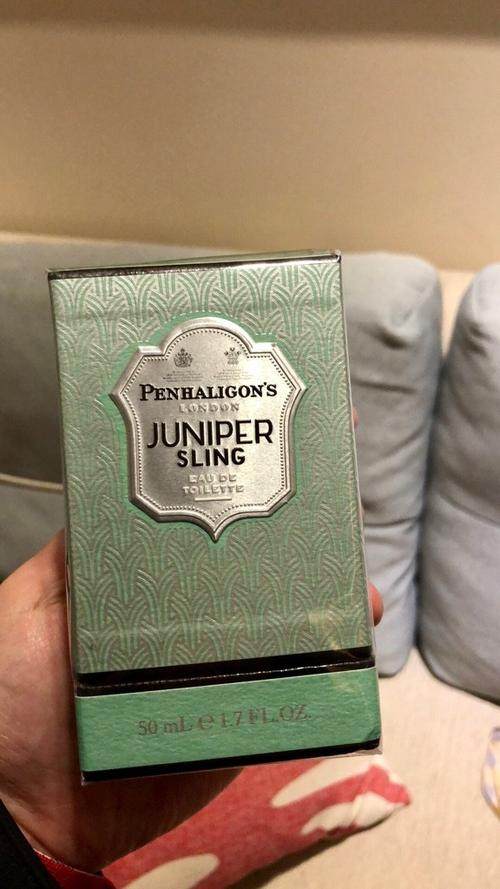 PENHALIGON'S
LONDON
JUNIPER
SLING
EAU DE
TOILETTE
50 mL ℮ 1.7 FL.OZ.